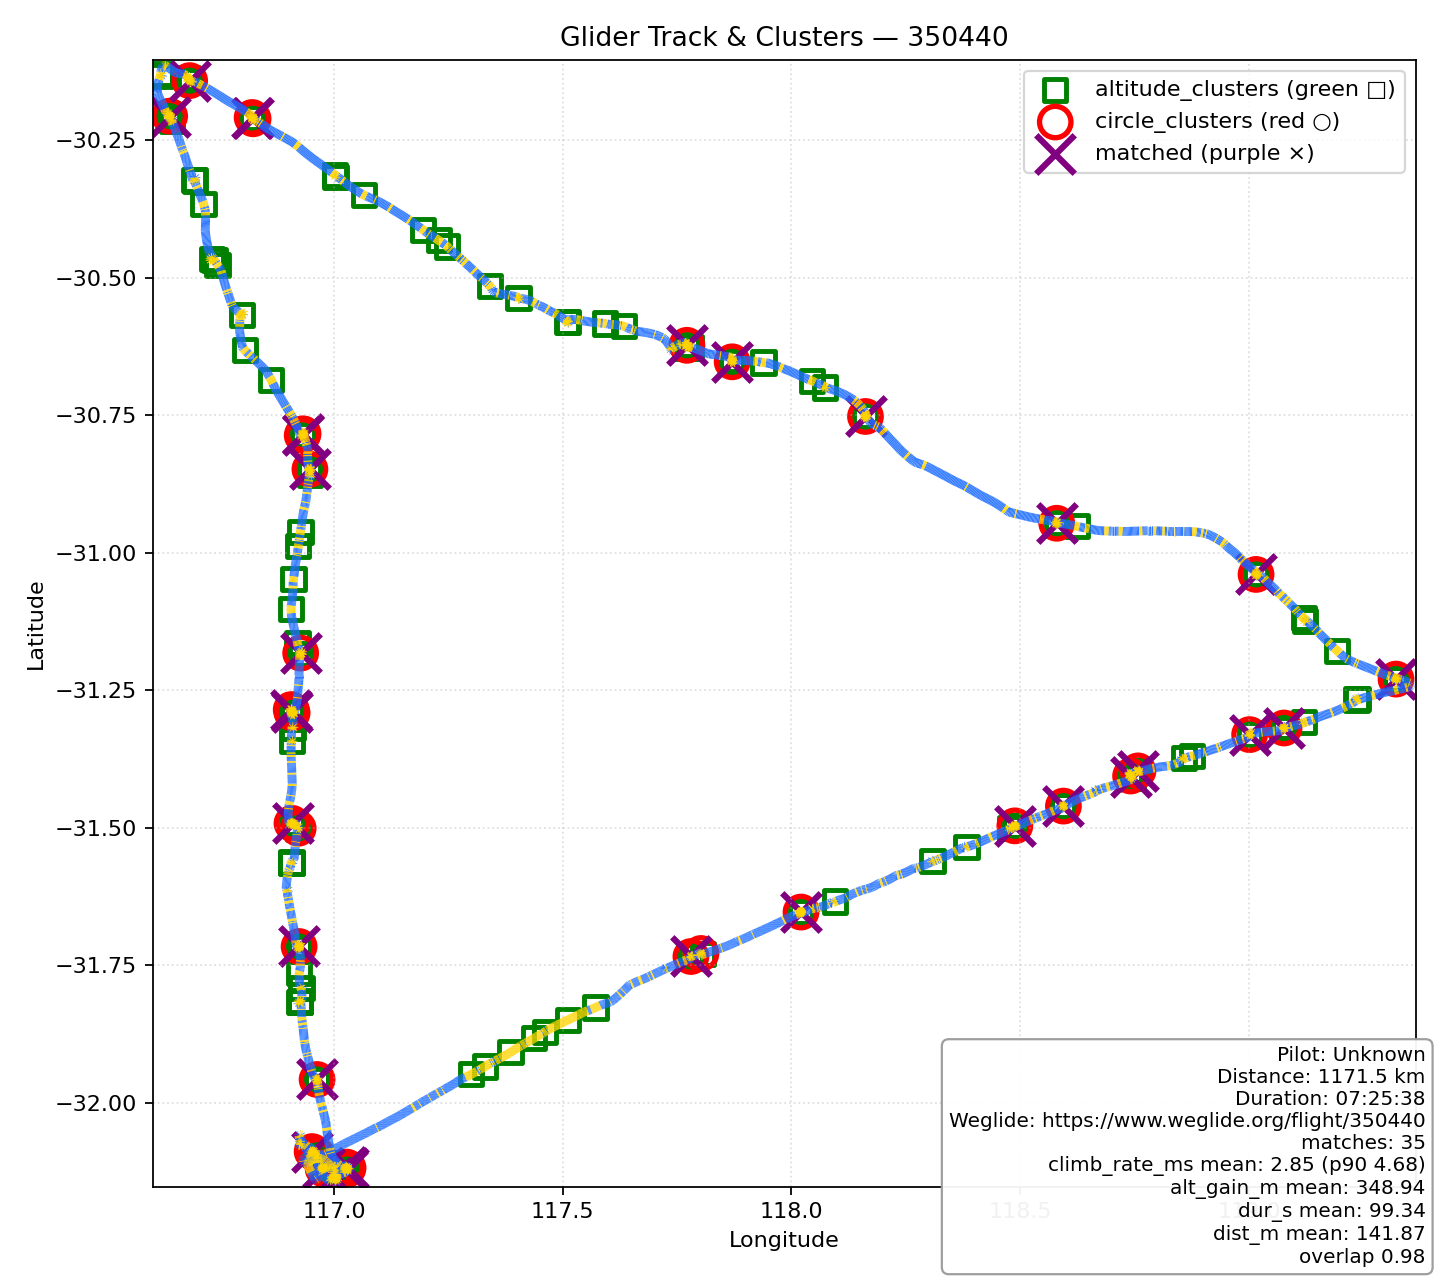 Glider Track & Clusters — 350440
altitude_clusters (green □)
circle_clusters (red ○)
matched (purple ×)
−30.25
−30.50
−30.75
−31.00
−31.25
−31.50
−31.75
−32.00
Latitude
117.0
117.5
118.0
118.5
Longitude
Pilot: Unknown
Distance: 1171.5 km
Duration: 07:25:38
Weglide: https://www.weglide.org/flight/350440
matches: 35
climb_rate_ms mean: 2.85 (p90 4.68)
alt_gain_m mean: 348.94
dur_s mean: 99.34
dist_m mean: 141.87
overlap 0.98